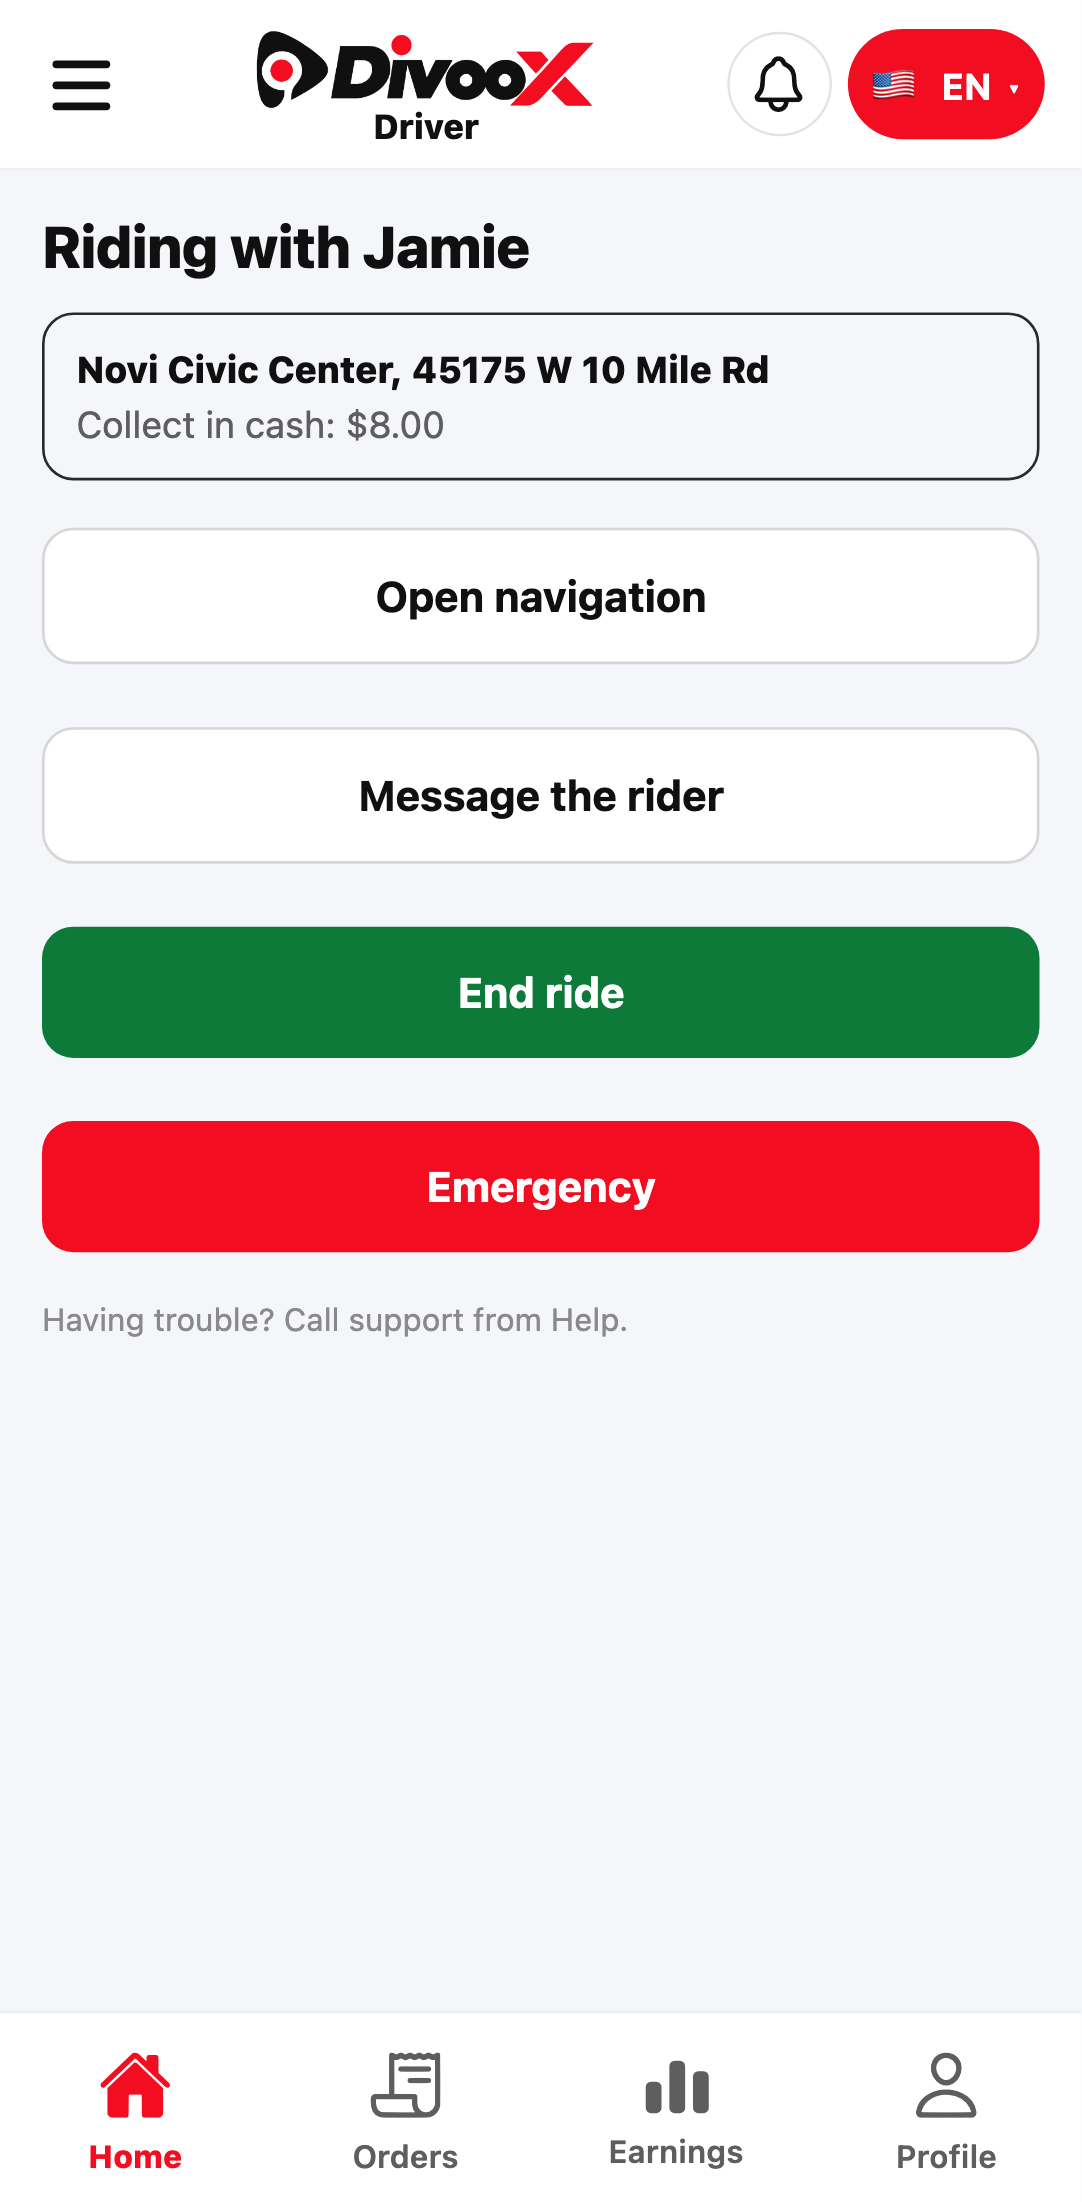 DivooX
Driver
EN
Riding with Jamie
Novi Civic Center, 45175 W 10 Mile Rd
Collect in cash: $8.00
Open navigation
Message the rider
End ride
Emergency
Having trouble? Call support from Help.
Home
Orders
Earnings
Profile